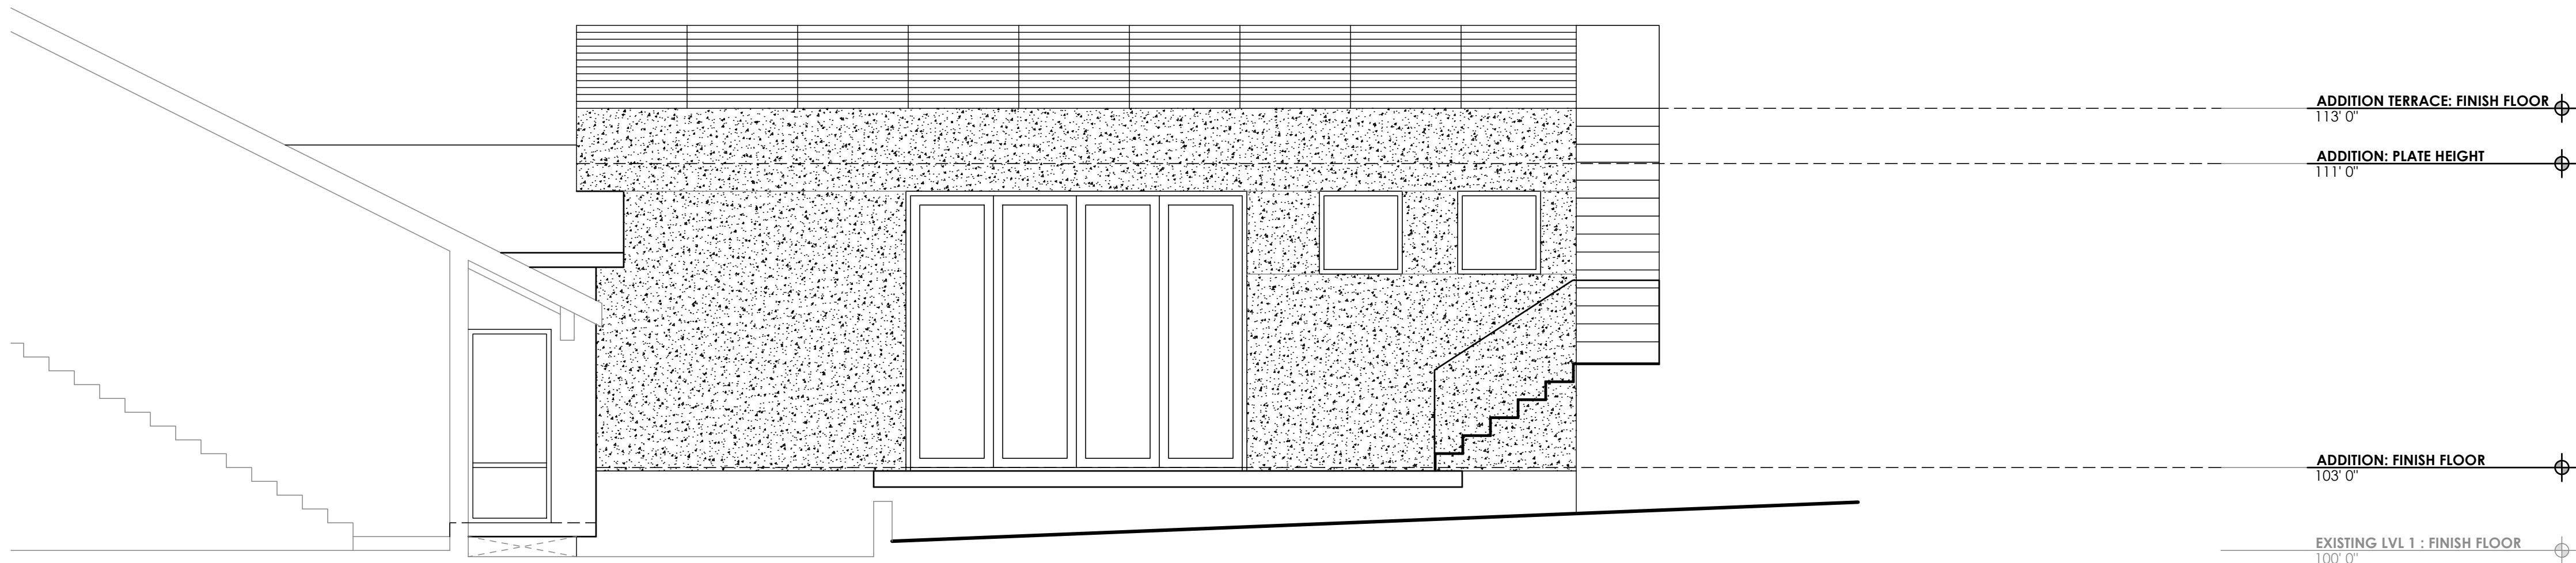 ADDITION TERRACE: FINISH FLOOR
113' 0"
ADDITION: PLATE HEIGHT
111' 0"
ADDITION: FINISH FLOOR
103' 0"
EXISTING LVL 1 : FINISH FLOOR
100' 0"